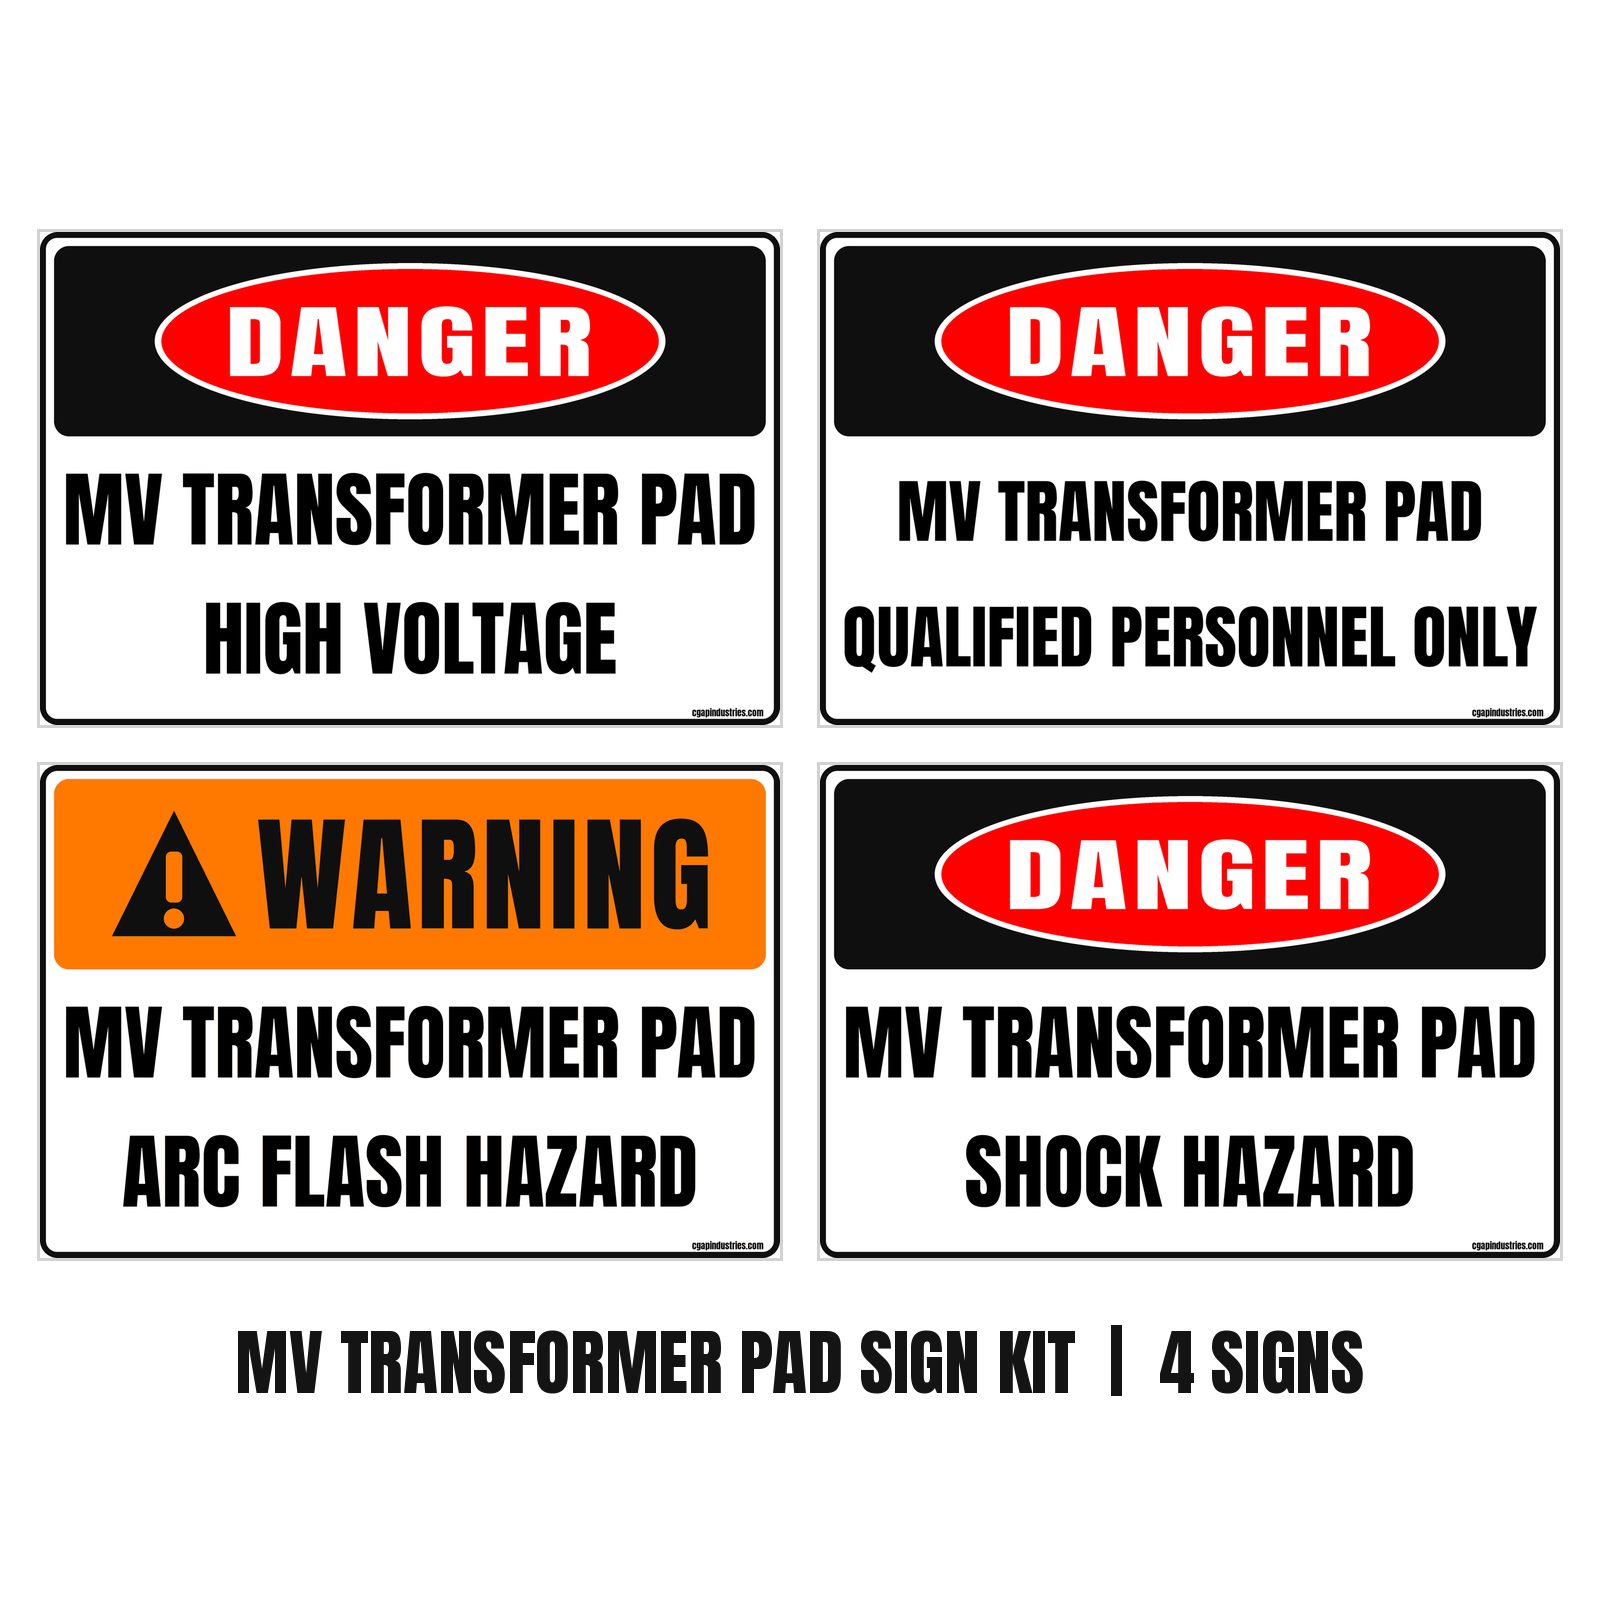 DANGER
MV TRANSFORMER PAD
HIGH VOLTAGE
cgapindustries.com
DANGER
MV TRANSFORMER PAD
QUALIFIED PERSONNEL ONLY
cgapindustries.com
WARNING
MV TRANSFORMER PAD
ARC FLASH HAZARD
cgapindustries.com
DANGER
MV TRANSFORMER PAD
SHOCK HAZARD
cgapindustries.com
MV TRANSFORMER PAD SIGN KIT | 4 SIGNS